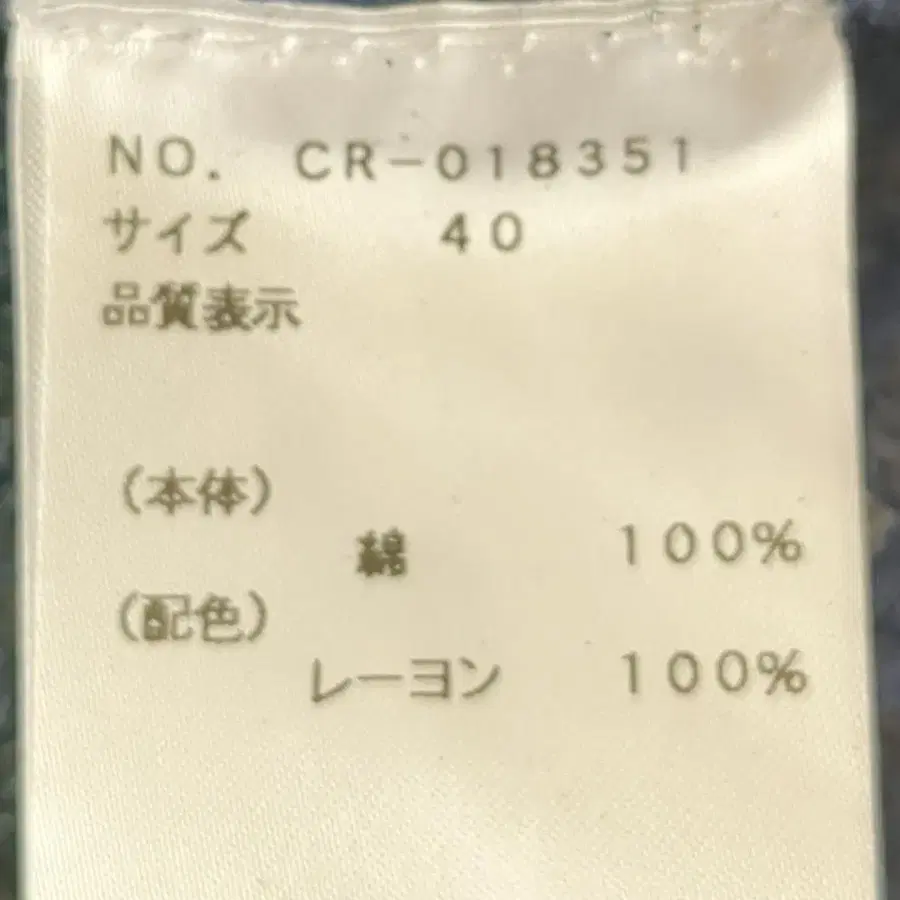 NO. CR-018351
サイズ 40
品質表示
(本体)
綿 100%
(配色)
レーヨン 100%